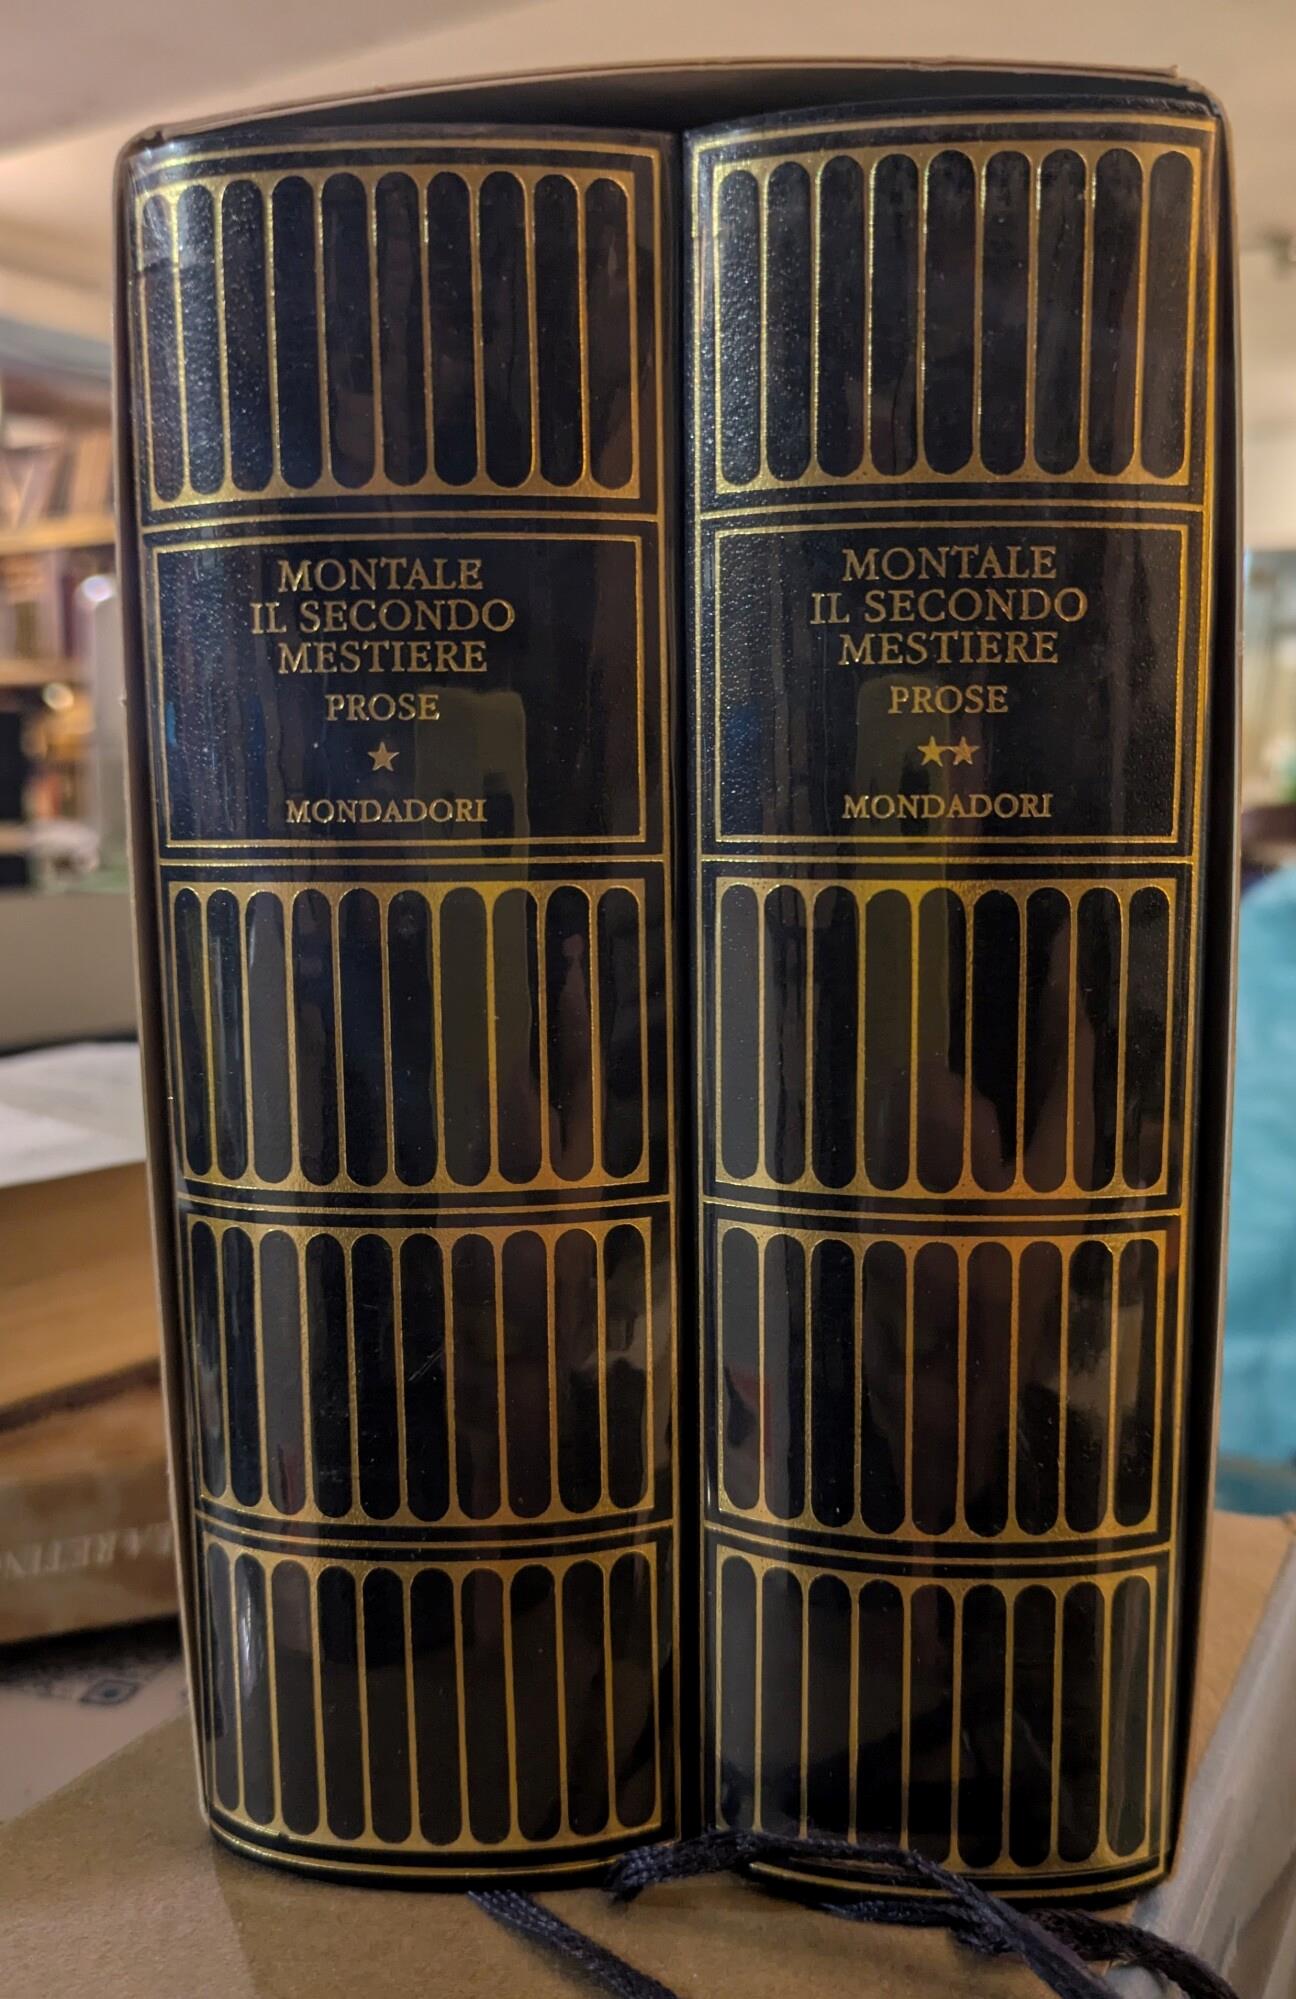 MONTALE
IL SECONDO
MESTIERE
PROSE
★
MONDADORI
MONTALE
IL SECONDO
MESTIERE
PROSE
★★
MONDADORI